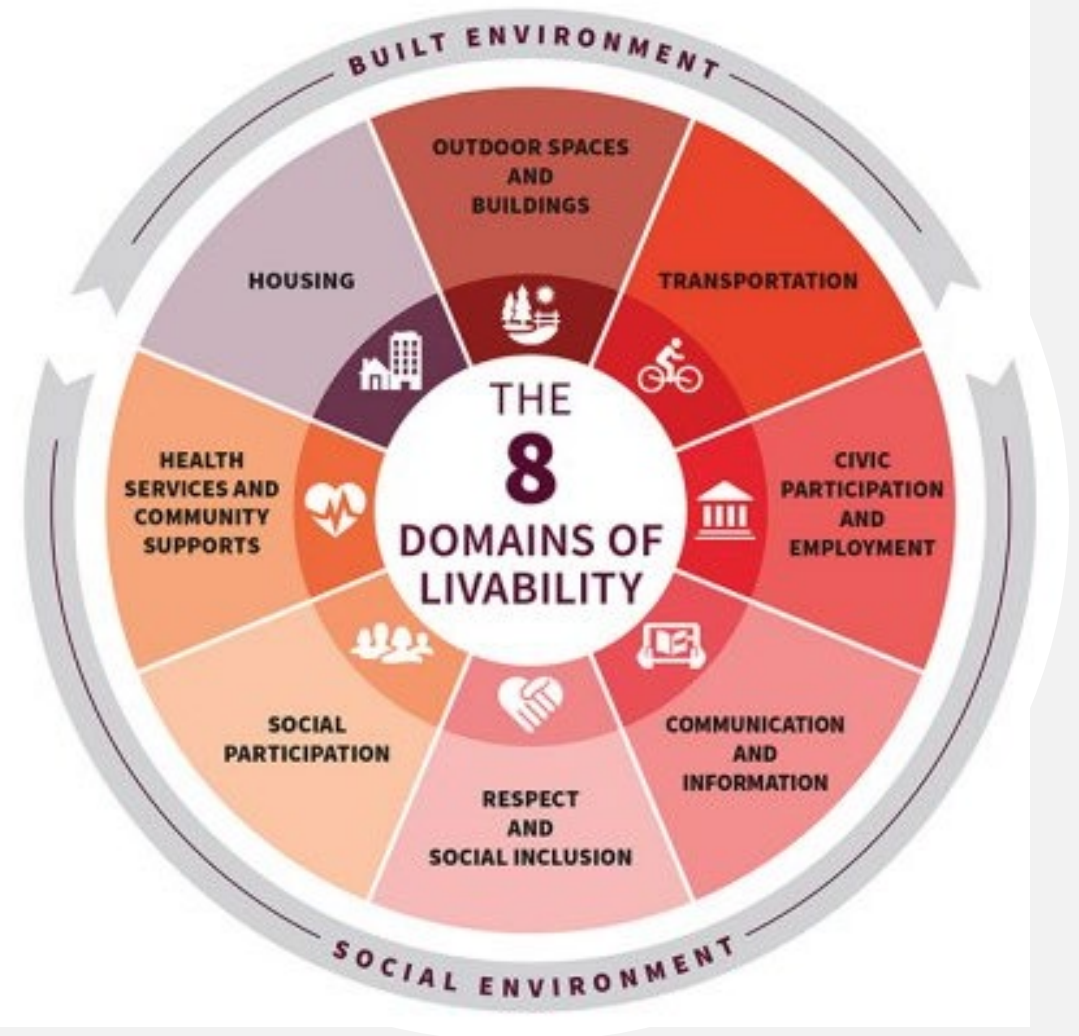 BUILT ENVIRONMENT
OUTDOOR SPACES
AND
BUILDINGS
HOUSING
TRANSPORTATION
THE
8
DOMAINS OF
LIVABILITY
HEALTH
SERVICES AND
COMMUNITY
SUPPORTS
CIVIC
PARTICIPATION
AND
EMPLOYMENT
SOCIAL
PARTICIPATION
COMMUNICATION
AND
INFORMATION
RESPECT
AND
SOCIAL INCLUSION
SOCIAL ENVIRONMENT